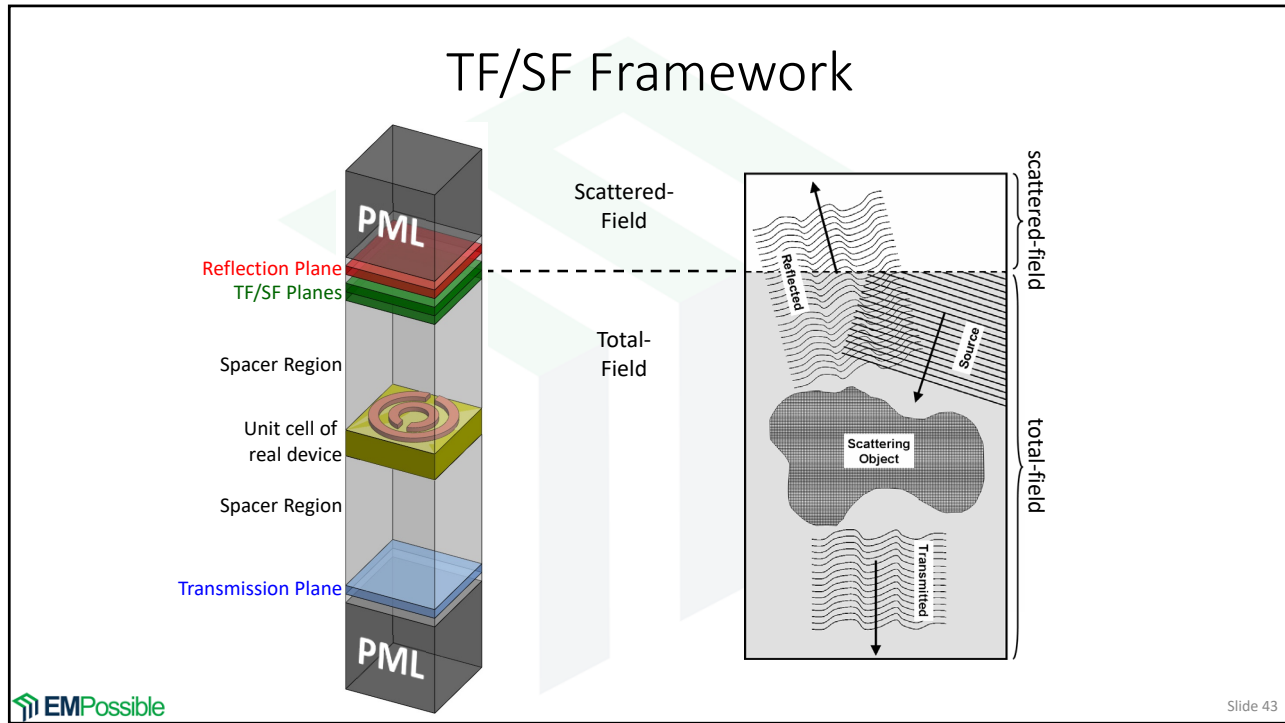 TF/SF Framework
PML
Reflection Plane
TF/SF Planes
Spacer Region
Unit cell of
real device
Spacer Region
Transmission Plane
PML
Scattered-
Field
Total-
Field
Reflected
Source
Scattering
Object
Transmitted
scattered-field
total-field
EMPossible
Slide 43